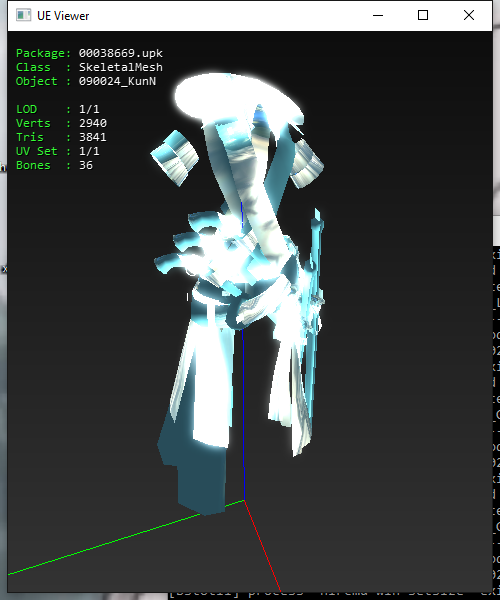 UE Viewer
Package: 00038669.upk
Class : SkeletalMesh
Object : 090024_KunN
LOD : 1/1
Verts : 2940
Tris : 3841
UV Set : 1/1
Bones : 36